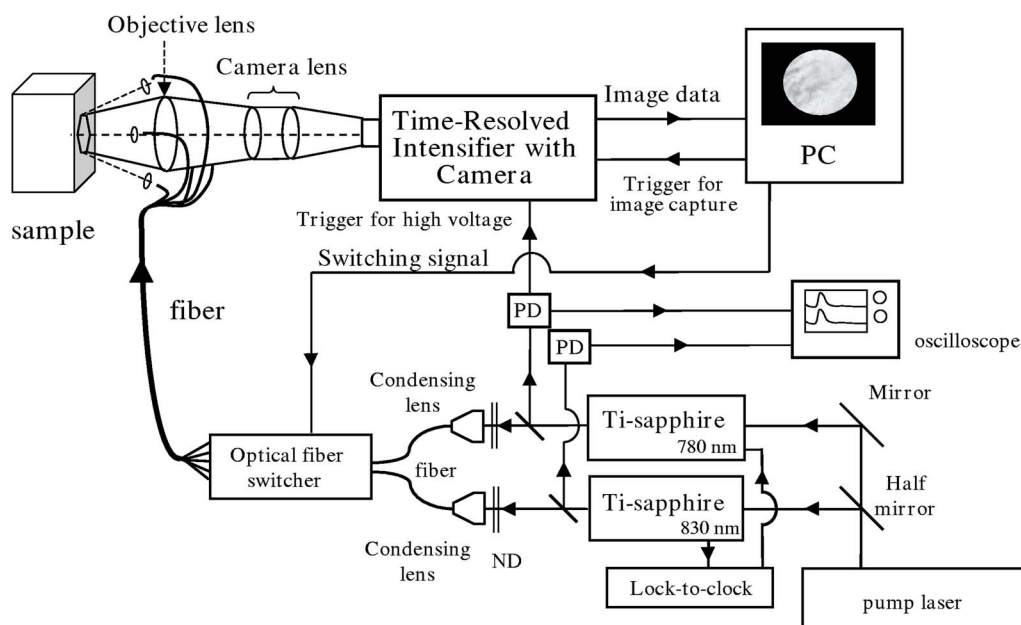 Objective lens
Camera lens
Time-Resolved
Intensifier with
Camera
Image data
PC
Trigger for
image capture
Trigger for high voltage
sample
Switching signal
fiber
PD
PD
oscilloscope
Condensing
lens
Ti-sapphire
780 nm
Mirror
Optical fiber
switcher
fiber
Ti-sapphire
830 nm
Half
mirror
Condensing
lens
ND
Lock-to-clock
pump laser